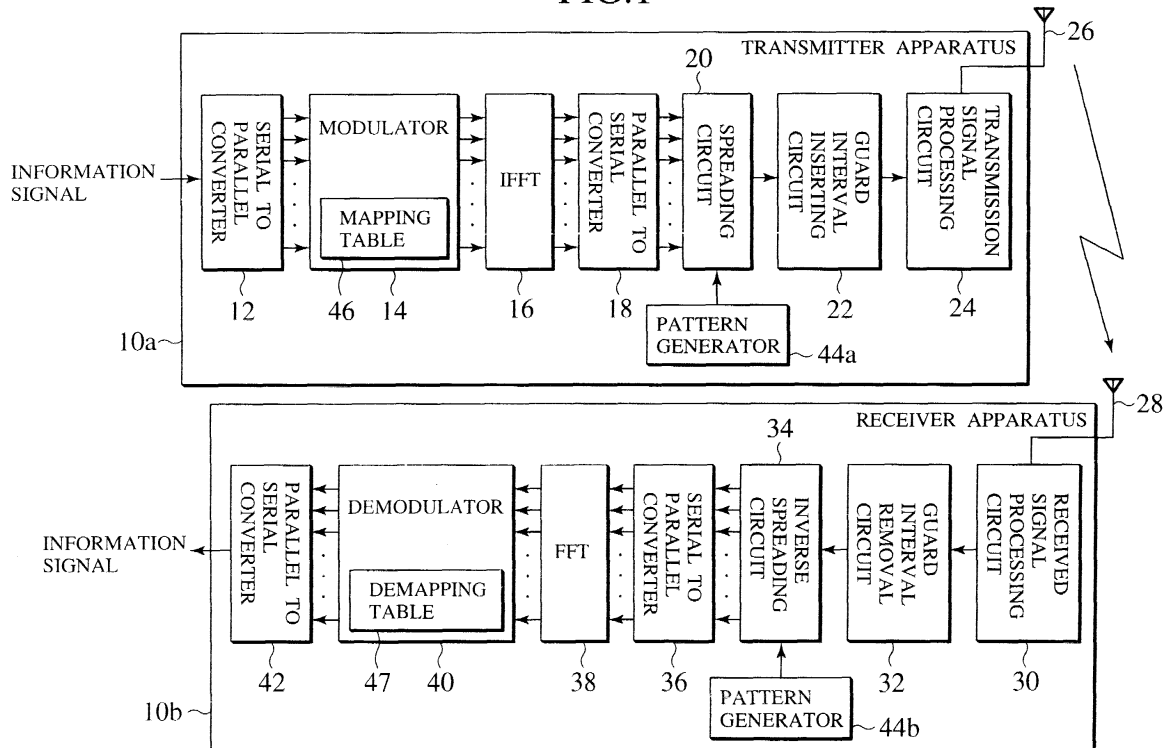 FIG.1
TRANSMITTER APPARATUS
26
20
SERIAL TO
PARALLEL
CONVERTER
MODULATOR
MAPPING
TABLE
IFFT
PARALLEL TO
SERIAL
CONVERTER
SPREADING
CIRCUIT
GUARD
INTERVAL
INSERTING
CIRCUIT
TRANSMISSION
SIGNAL
PROCESSING
CIRCUIT
INFORMATION
SIGNAL
12
46
14
16
18
22
24
PATTERN
GENERATOR
44a
10a
28
RECEIVER APPARATUS
34
PARALLEL TO
SERIAL
CONVERTER
DEMODULATOR
DEMAPPING
TABLE
FFT
SERIAL TO
PARALLEL
CONVERTER
INVERSE
SPREADING
CIRCUIT
GUARD
INTERVAL
REMOVAL
CIRCUIT
RECEIVED
SIGNAL
PROCESSING
CIRCUIT
INFORMATION
SIGNAL
42
47
40
38
36
32
30
PATTERN
GENERATOR
44b
10b